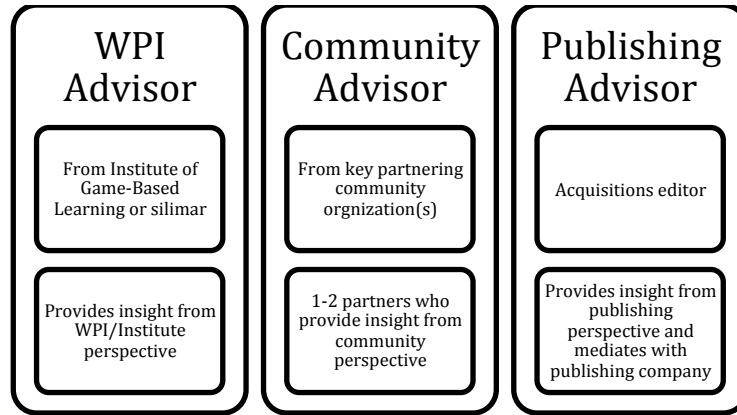 WPI
Advisor
From Institute of
Game-Based
Learning or silimar
Provides insight from
WPI/Institute
perspective
Community
Advisor
From key partnering
community
orgnization(s)
1-2 partners who
provide insight from
community
perspective
Publishing
Advisor
Acquisitions editor
Provides insight from
publishing
perspective and
mediates with
publishing company